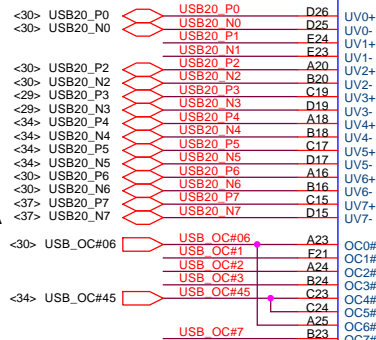 <30> USB20_P0 USB20_P0 D26 UV0+
<30> USB20_N0 USB20_N0 D25 UV0-
USB20_P1 E24 UV1+
USB20_N1 E23 UV1-
<30> USB20_P2 USB20_P2 A20 UV2+
<30> USB20_N2 USB20_N2 B20 UV2-
<29> USB20_P3 USB20_P3 C19 UV3+
<29> USB20_N3 USB20_N3 D19 UV3-
<34> USB20_P4 USB20_P4 A18 UV4+
<34> USB20_N4 USB20_N4 B18 UV4-
<34> USB20_P5 USB20_P5 C17 UV5+
<34> USB20_N5 USB20_N5 D17 UV5-
<30> USB20_P6 USB20_P6 A16 UV6+
<30> USB20_N6 USB20_N6 B16 UV6-
<37> USB20_P7 USB20_P7 C15 UV7+
<37> USB20_N7 USB20_N7 D15 UV7-
<30> USB_OC#06 USB_OC#06 A23 OC0#
USB_OC#1 F21 OC1#
USB_OC#2 A24 OC2#
USB_OC#3 B24 OC3#
<34> USB_OC#45 USB_OC#45 C23 OC4#
C24 OC5#
A25 OC6#
USB_OC#7 B23 OC7#